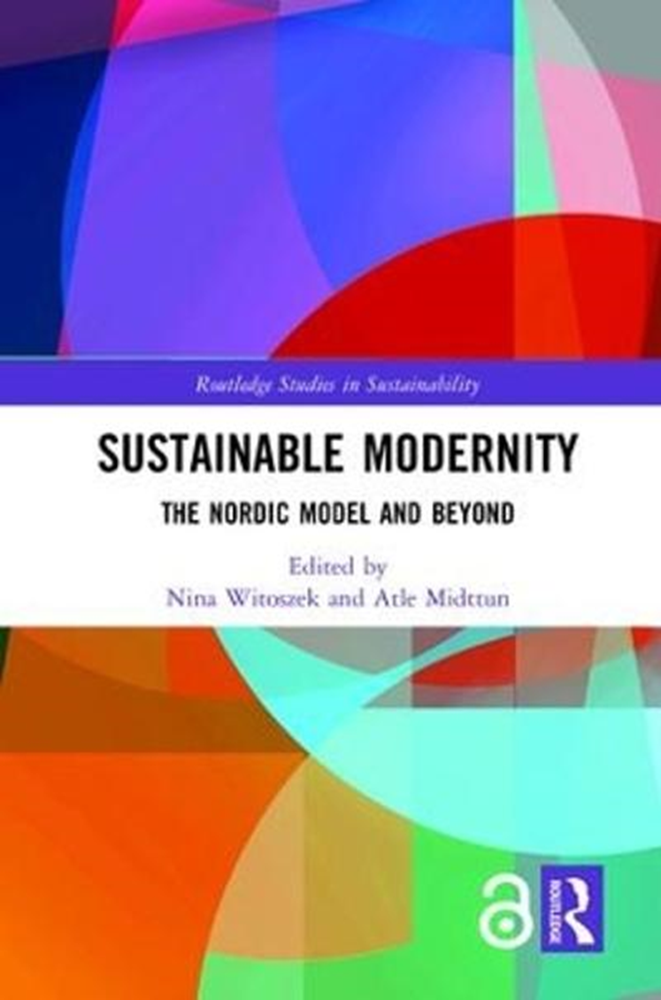 Routledge Studies in Sustainability
SUSTAINABLE MODERNITY
THE NORDIC MODEL AND BEYOND
Edited by
Nina Witoszek and Atle Midttun
ROUTLEDGE